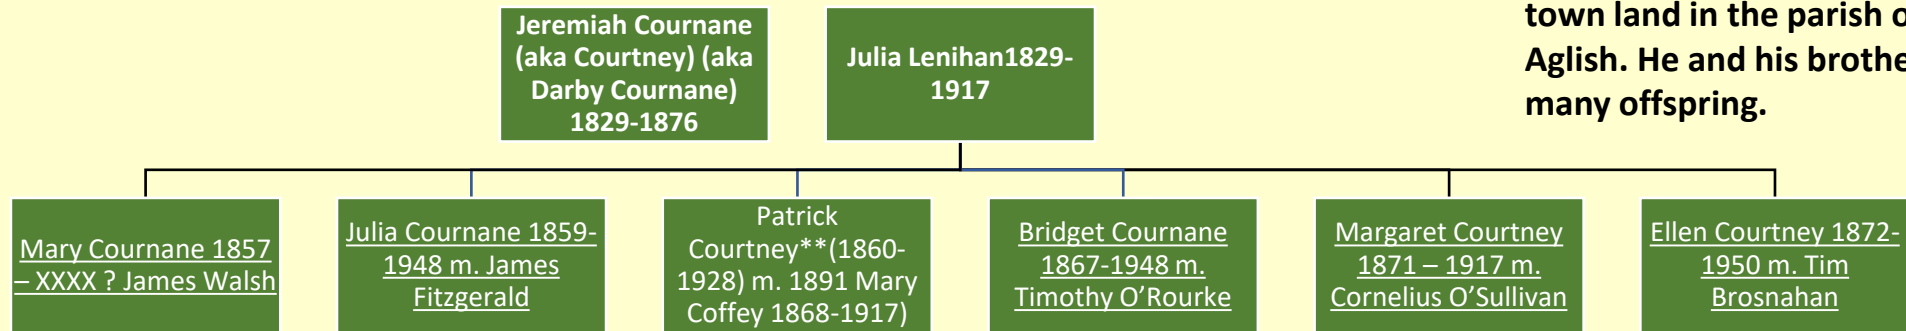 town land in the parish
Aglish. He and his
many offspring.
Jeremiah Cournane
(aka Courtney) (aka
Darby Cournane)
1829-1876
Julia Lenihan1829-
1917
Mary Cournane 1857
– XXXX ? James Walsh
Julia Cournane 1859-
1948 m. James
Fitzgerald
Patrick
Courtney**(1860-
1928) m. 1891 Mary
Coffey 1868-1917)
Bridget Cournane
1867-1948 m.
Timothy O’Rourke
Margaret Courtney
1871 – 1917 m.
Cornelius O’Sullivan
Ellen Courtney 1872-
1950 m. Tim
Brosnahan